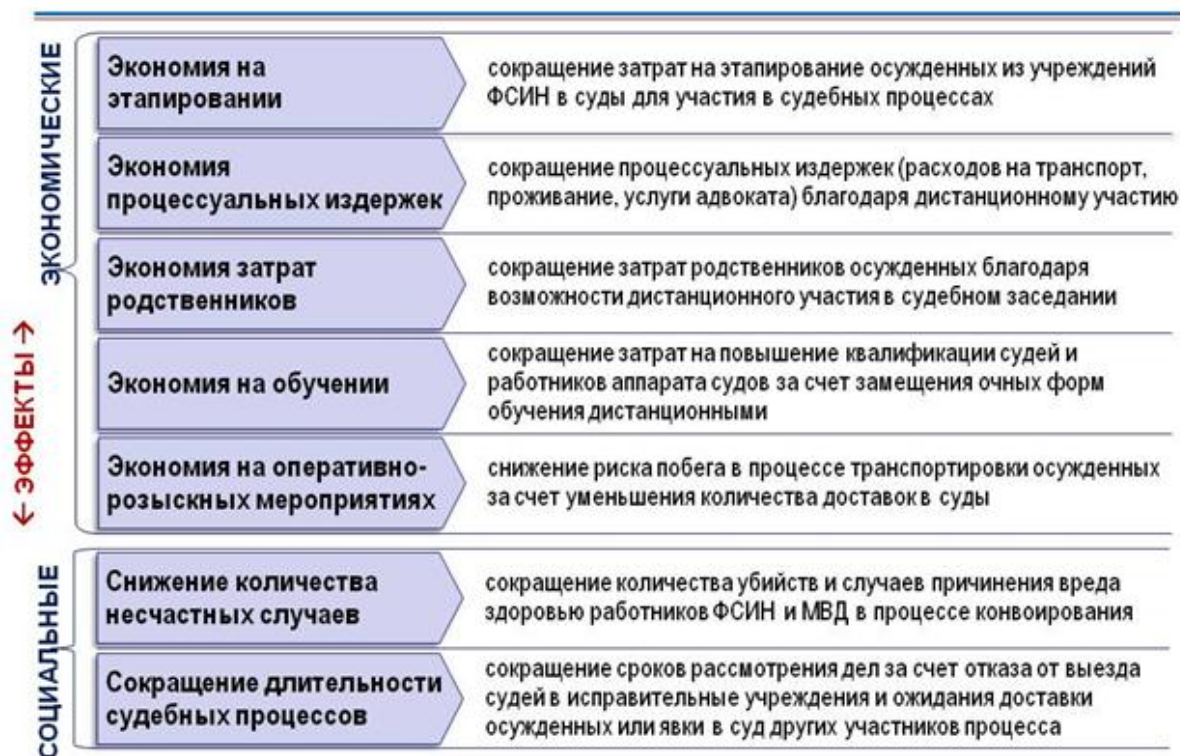 ← ЭФФЕКТЫ →
ЭКОНОМИЧЕСКИЕ
Экономия на
этапировании
сокращение затрат на этапирование осужденных из учреждений
ФСИН в суды для участия в судебных процессах
Экономия
процессуальных издержек
сокращение процессуальных издержек (расходов на транспорт,
проживание, услуги адвоката) благодаря дистанционному участию
Экономия затрат
родственников
сокращение затрат родственников осужденных благодаря
возможности дистанционного участия в судебном заседании
Экономия на обучении
сокращение затрат на повышение квалификации судей и
работников аппарата судов за счет замещения очных форм
обучения дистанционными
Экономия на оперативно-
розыскных мероприятиях
снижение риска побега в процессе транспортировки осужденных
за счет уменьшения количества доставок в суды
СОЦИАЛЬНЫЕ
Снижение количества
несчастных случаев
сокращение количества убийств и случаев причинения вреда
здоровью работников ФСИН и МВД в процессе конвоирования
Сокращение длительности
судебных процессов
сокращение сроков рассмотрения дел за счет отказа от выезда
судей в исправительные учреждения и ожидания доставки
осужденных или явки в суд других участников процесса